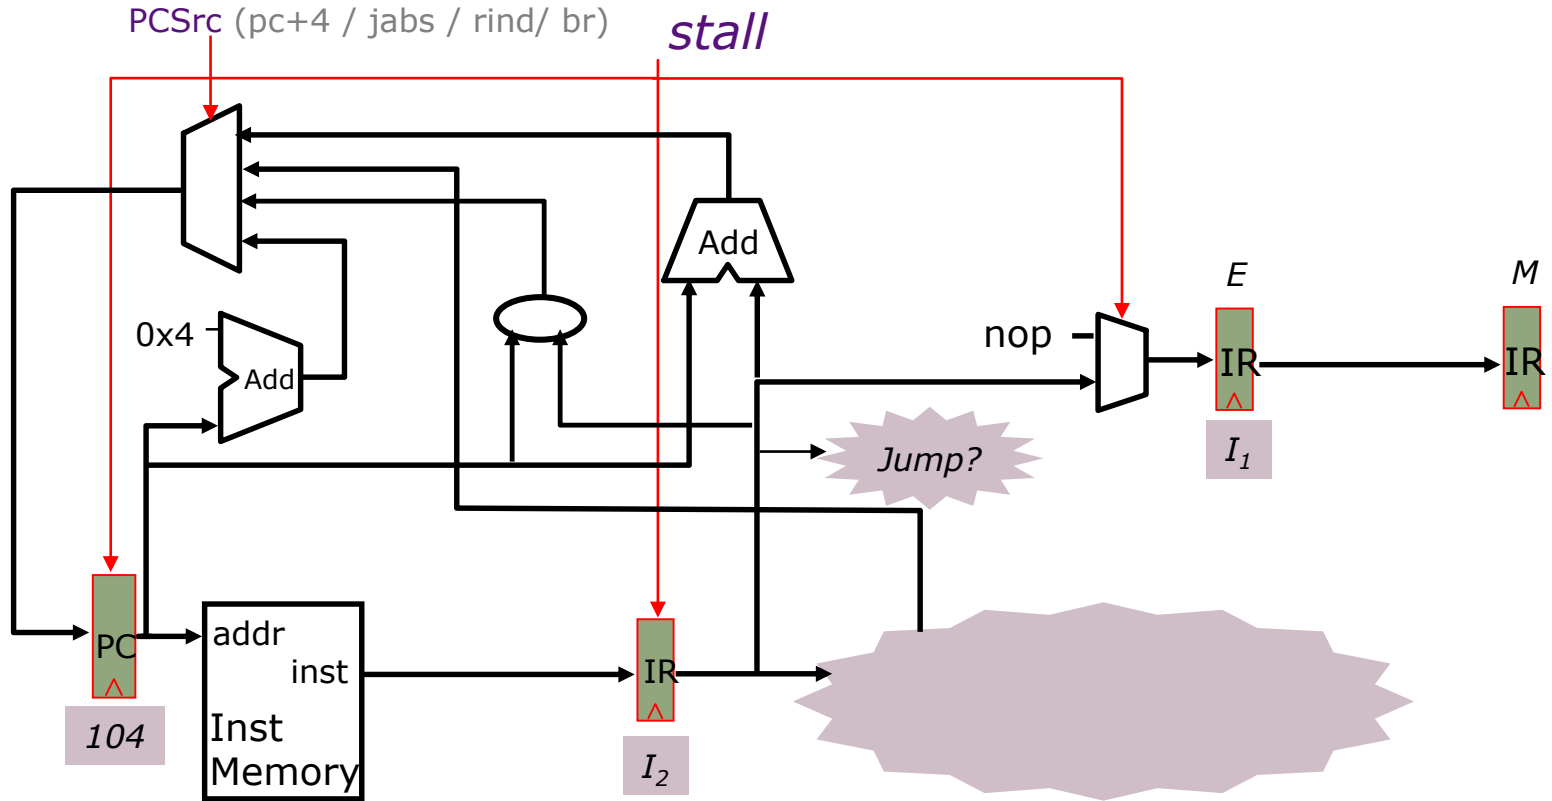 PCSrc (pc+4 / jabs / rind/ br)
stall
Add
E
M
0x4
Add
nop
IR
IR
Jump?
I1
PC
addr
inst
IR
Inst
Memory
104
I2